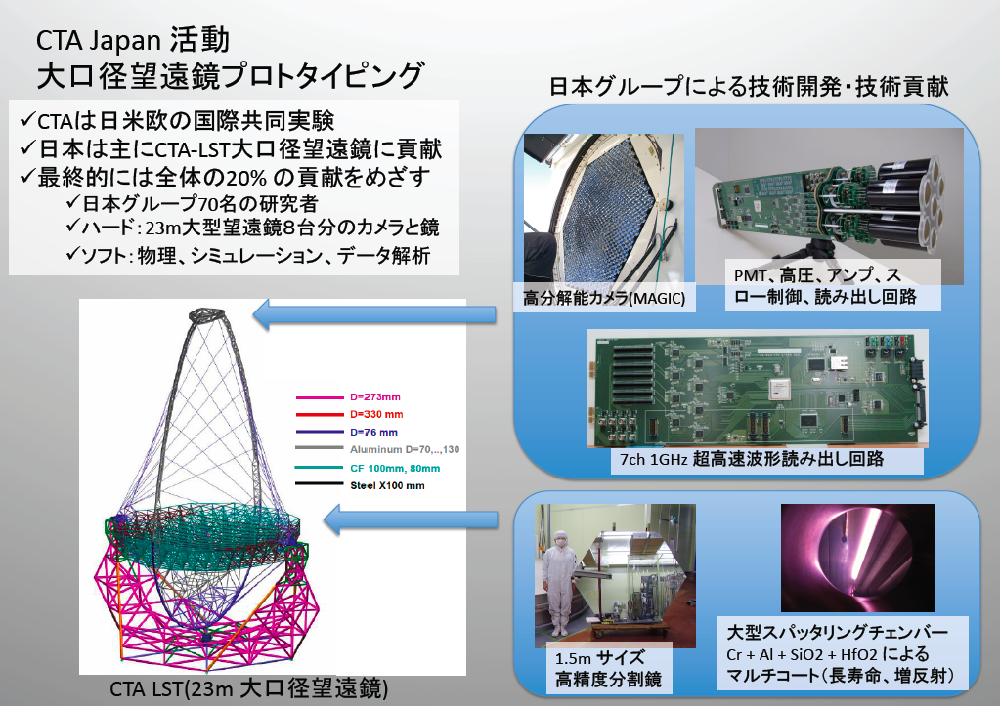 CTA Japan 活動
大口径望遠鏡プロトタイピング
✓CTAは日米欧の国際共同実験
✓日本は主にCTA-LST大口径望遠鏡に貢献
✓最終的には全体の20% の貢献をめざす
✓日本グループ70名の研究者
✓ハード：23m大型望遠鏡８台分のカメラと鏡
✓ソフト：物理、シミュレーション、データ解析
D=273mm
D=330 mm
D=76 mm
Aluminum D=70,..,130
CF 100mm, 80mm
Steel X100 mm
CTA LST(23m 大口径望遠鏡)
日本グループによる技術開発・技術貢献
高分解能カメラ(MAGIC)
PMT、高圧、アンプ、ス
ロー制御、読み出し回路
7ch 1GHz 超高速波形読み出し回路
1.5m サイズ
高精度分割鏡
大型スパッタリングチェンバー
Cr + Al + SiO2 + HfO2 による
マルチコート（長寿命、増反射）